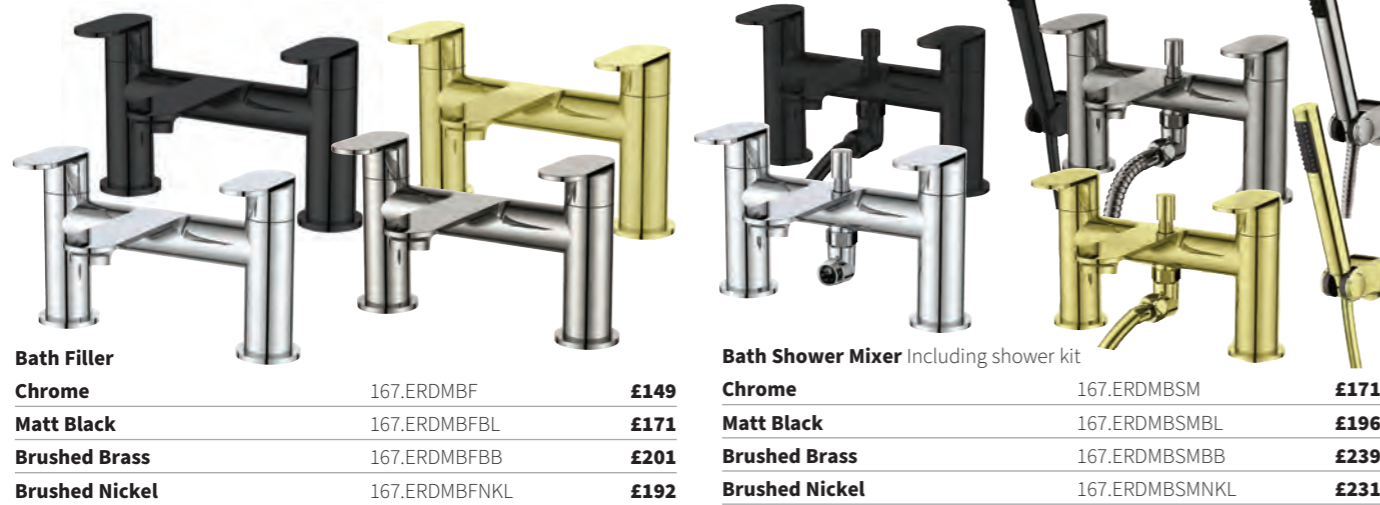 Bath Filler
Chrome 167.ERDMBF £149
Matt Black 167.ERDMBFBL £171
Brushed Brass 167.ERDMBFBB £201
Brushed Nickel 167.ERDMBFNKL £192
Bath Shower Mixer Including shower kit
Chrome 167.ERDMBSM £171
Matt Black 167.ERDMBSMBL £196
Brushed Brass 167.ERDMBSMBB £239
Brushed Nickel 167.ERDMBSMNKL £231